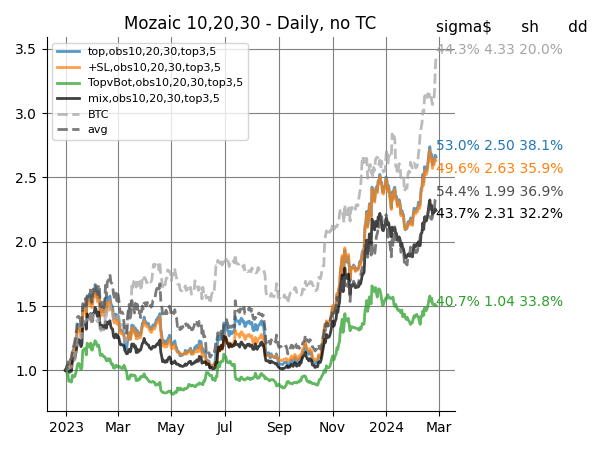 Mozaic 10,20,30 - Daily, no TC
sigma$ sh dd
top,obs10,20,30,top3,5
+SL,obs10,20,30,top3,5
TopvBot,obs10,20,30,top3,5
mix,obs10,20,30,top3,5
BTC
avg
44.3% 4.33 20.0%
53.0% 2.50 38.1%
49.6% 2.63 35.9%
54.4% 1.99 36.9%
43.7% 2.31 32.2%
40.7% 1.04 33.8%
3.5
3.0
2.5
2.0
1.5
1.0
2023 Mar May Jul Sep Nov 2024 Mar